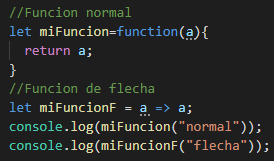 //Funcion normal
let miFuncion=function(a){
  return a;
}
//Funcion de flecha
let miFuncionF = a => a;
console.log(miFuncion("normal"));
console.log(miFuncionF("flecha"));